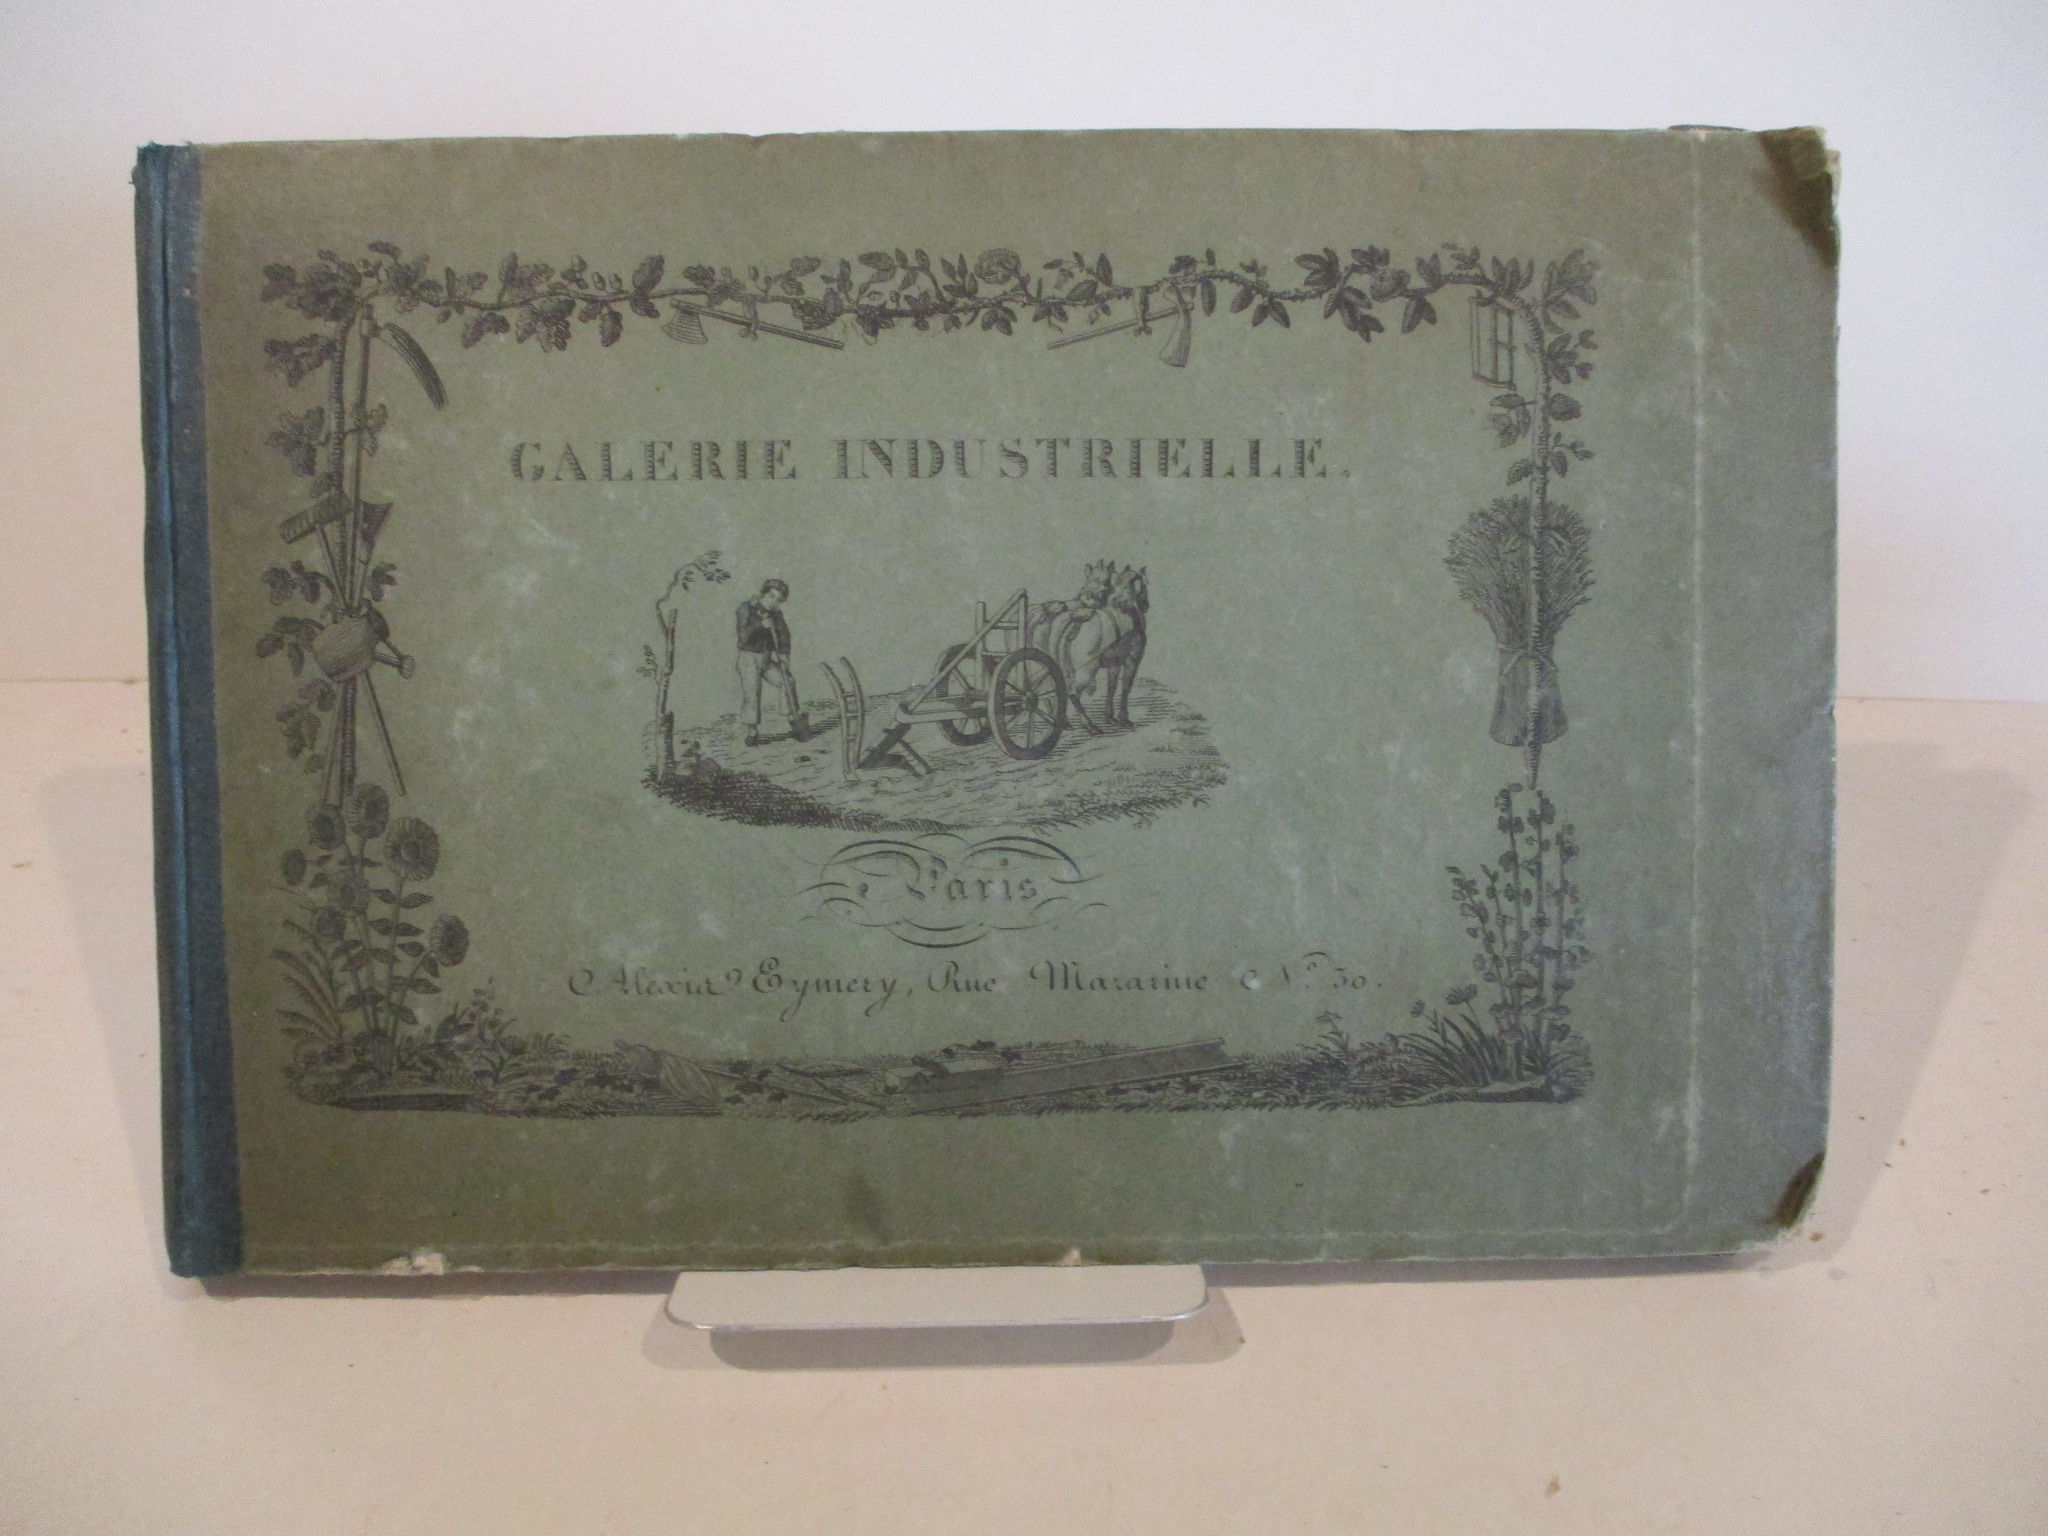 GALERIE INDUSTRIELLE.
Paris
Alexis Eymery, Rue Mazarine N.º 30.